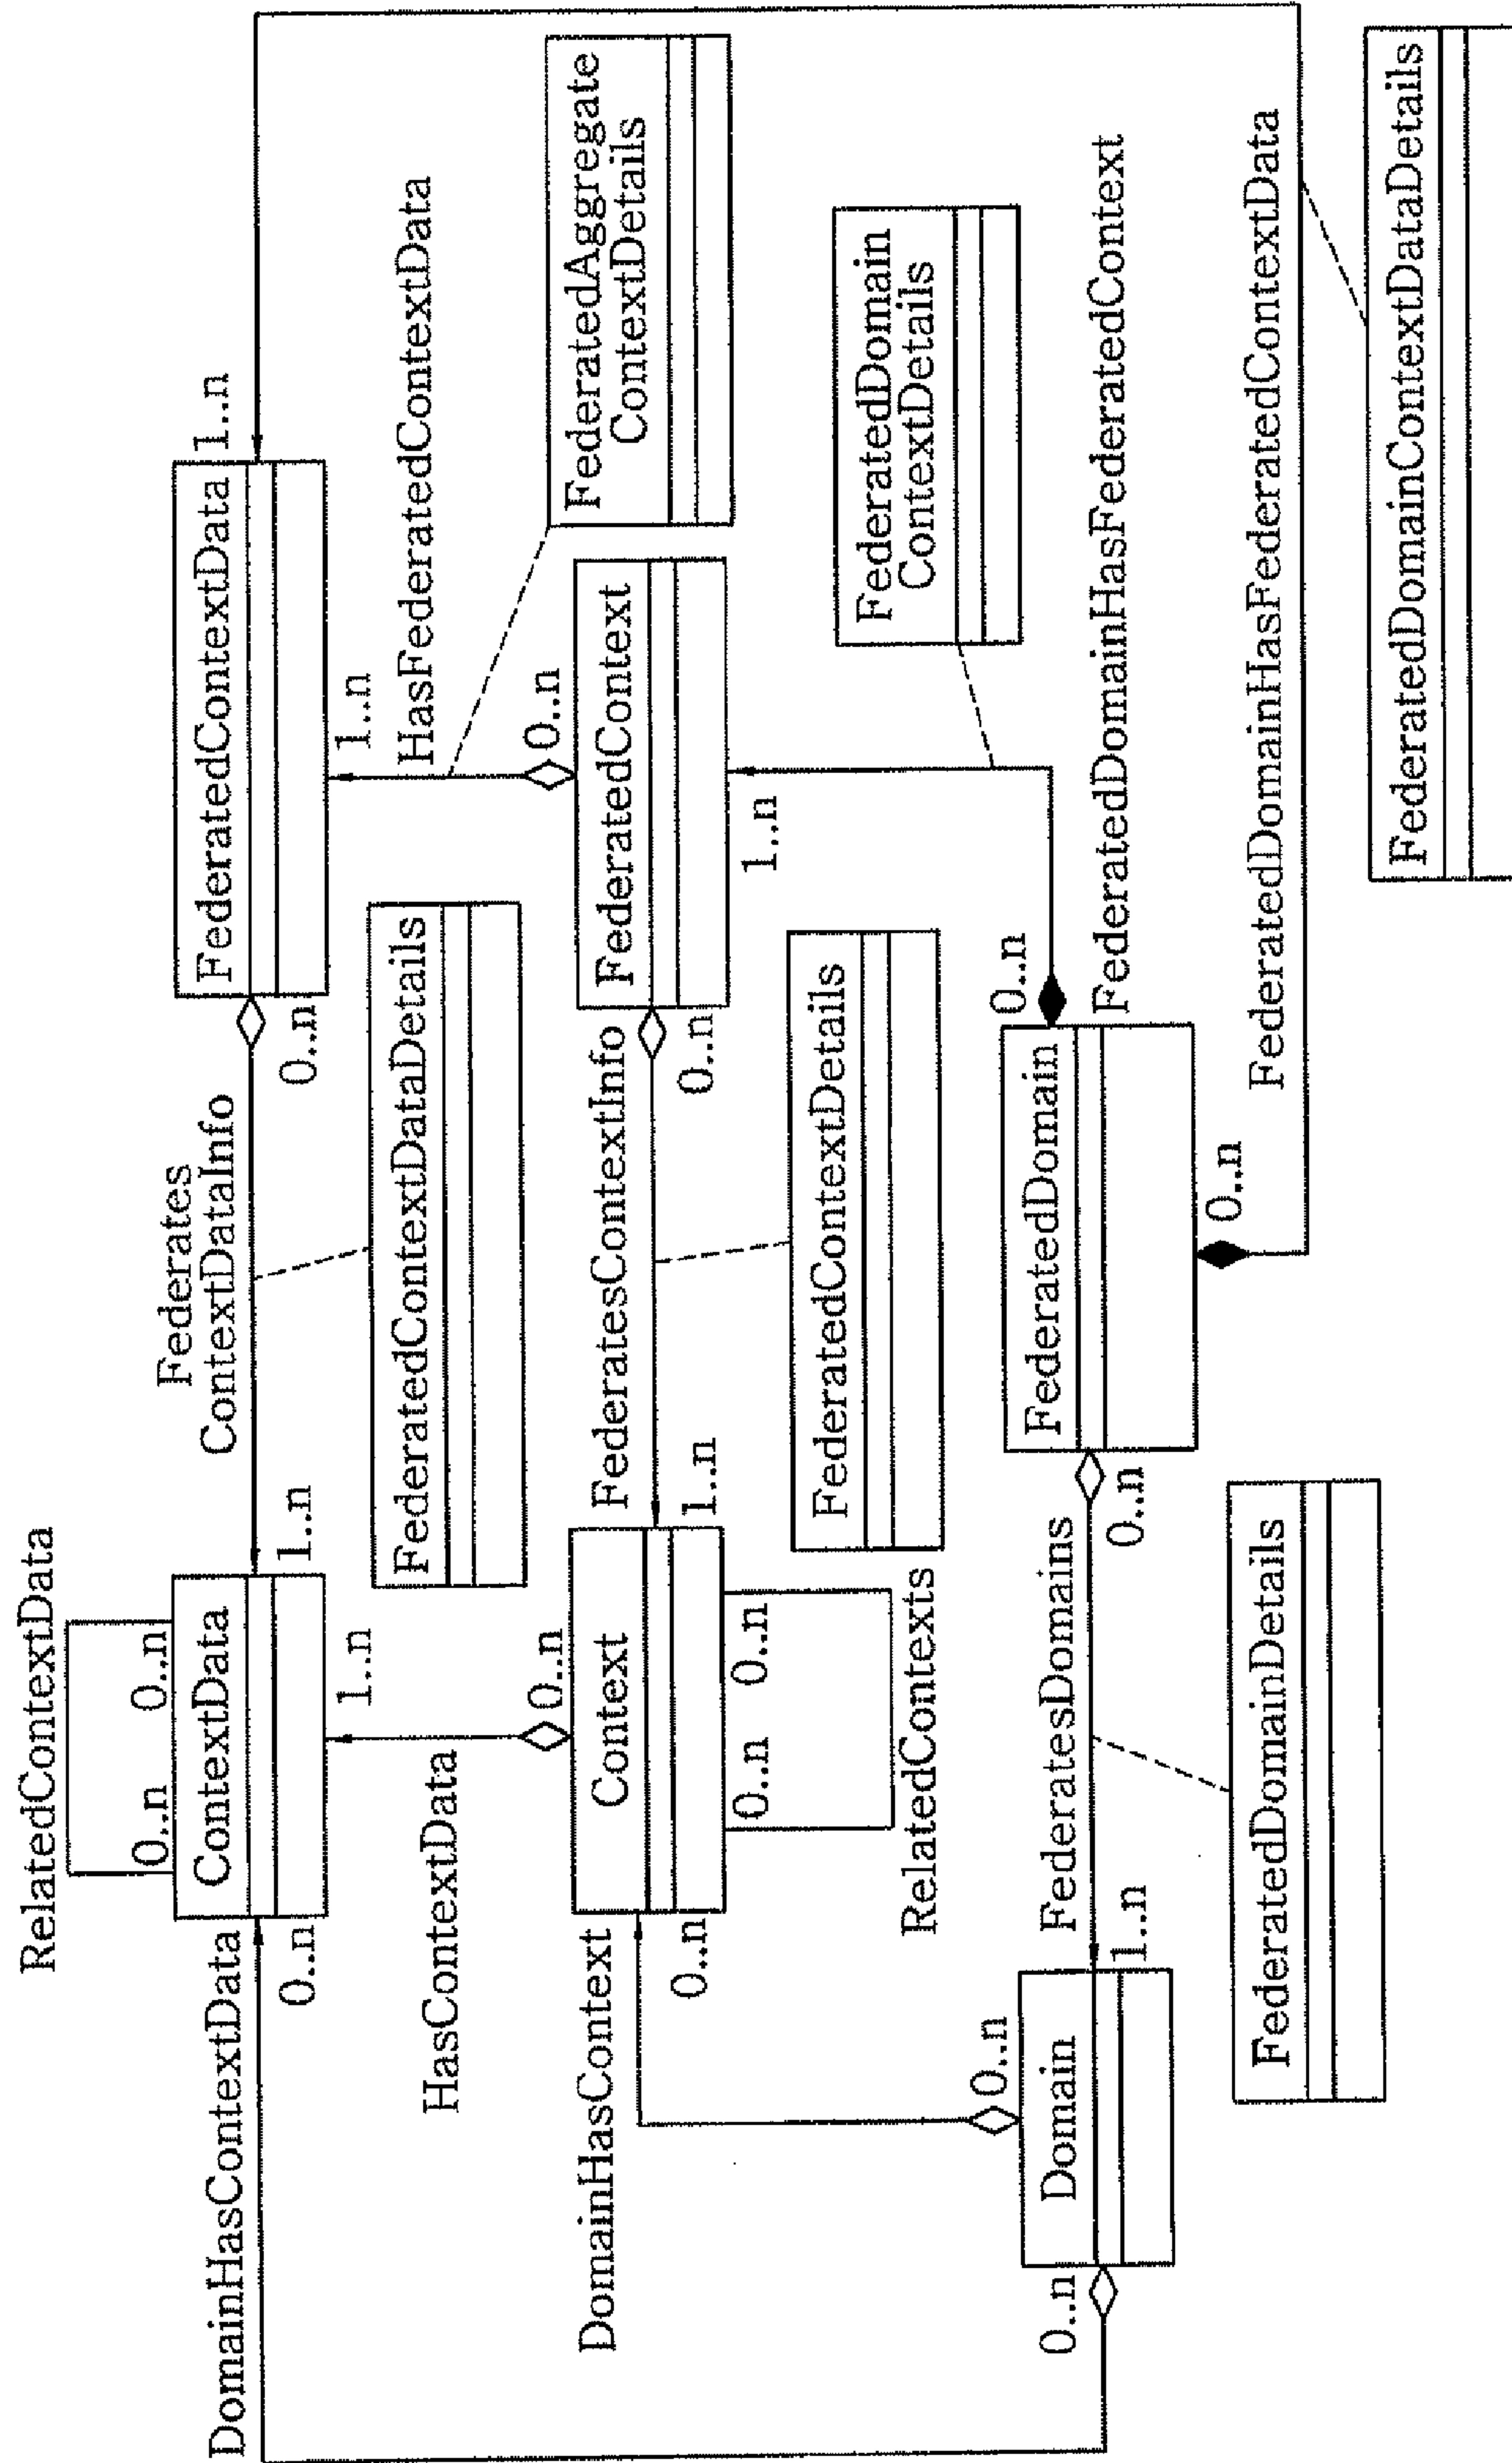 RelatedContextData
0..n
0..n
DomainHasContextData
ContextData
0..n
1..n
Federates
ContextDataInfo
FederatedContextData
1..n
0..n
1..n
HasContextData
1..n
FederatedContextDataDetails
HasFederatedContextData
0..n
0..n
FederatedAggregate
ContextDetails
DomainHasContext
Context
FederatesContextInfo
FederatedContext
0..n
1..n
0..n
0..n
0..n
1..n
RelatedContexts
FederatedContextDetails
FederatedDomain
ContextDetails
0..n
0..n
0..n
Domain
FederatesDomains
FederatedDomain
FederatedDomainHasFederatedContext
1..n
0..n
0..n
FederatedDomainDetails
FederatedDomainHasFederatedContextData
FederatedDomainContextDataDetails